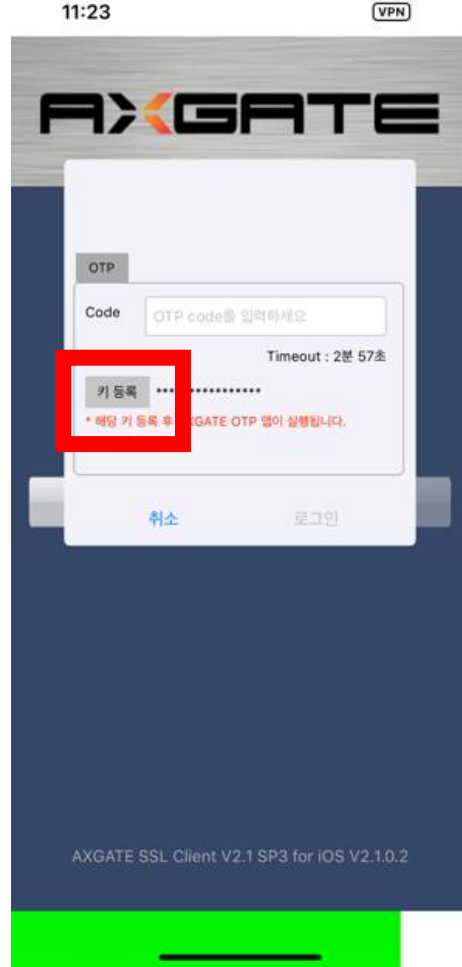 11:23 VPN
AXGATE
OTP
Code OTP code를 입력하세요
Timeout : 2분 57초
키 등록 ••••••••••••••••
* 해당 키 등록 후 XGATE OTP 앱이 실행됩니다.
취소 로그인
AXGATE SSL Client V2.1 SP3 for iOS V2.1.0.2